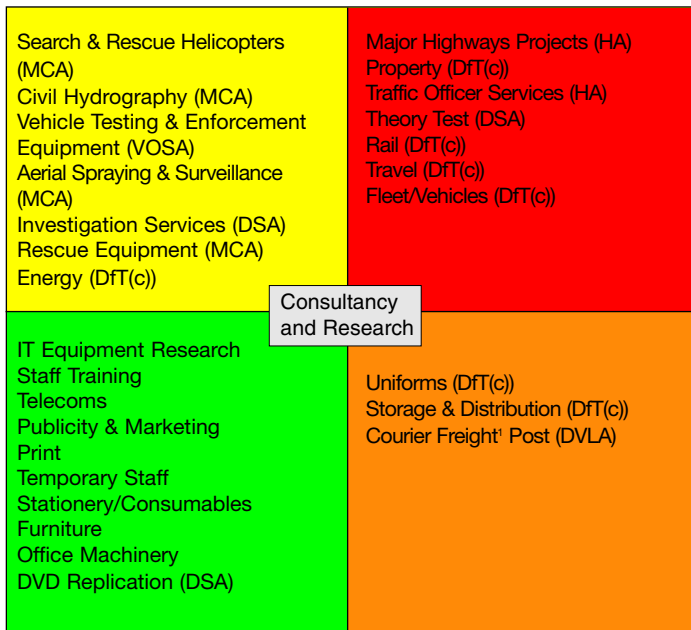 Search & Rescue Helicopters
(MCA)
Civil Hydrography (MCA)
Vehicle Testing & Enforcement
Equipment (VOSA)
Aerial Spraying & Surveillance
(MCA)
Investigation Services (DSA)
Rescue Equipment (MCA)
Energy (DfT(c))
Major Highways Projects (HA)
Property (DfT(c))
Traffic Officer Services (HA)
Theory Test (DSA)
Rail (DfT(c))
Travel (DfT(c))
Fleet/Vehicles (DfT(c))
Consultancy
and Research
IT Equipment Research
Staff Training
Telecoms
Publicity & Marketing
Print
Temporary Staff
Stationery/Consumables
Furniture
Office Machinery
DVD Replication (DSA)
Uniforms (DfT(c))
Storage & Distribution (DfT(c))
Courier Freight¹ Post (DVLA)